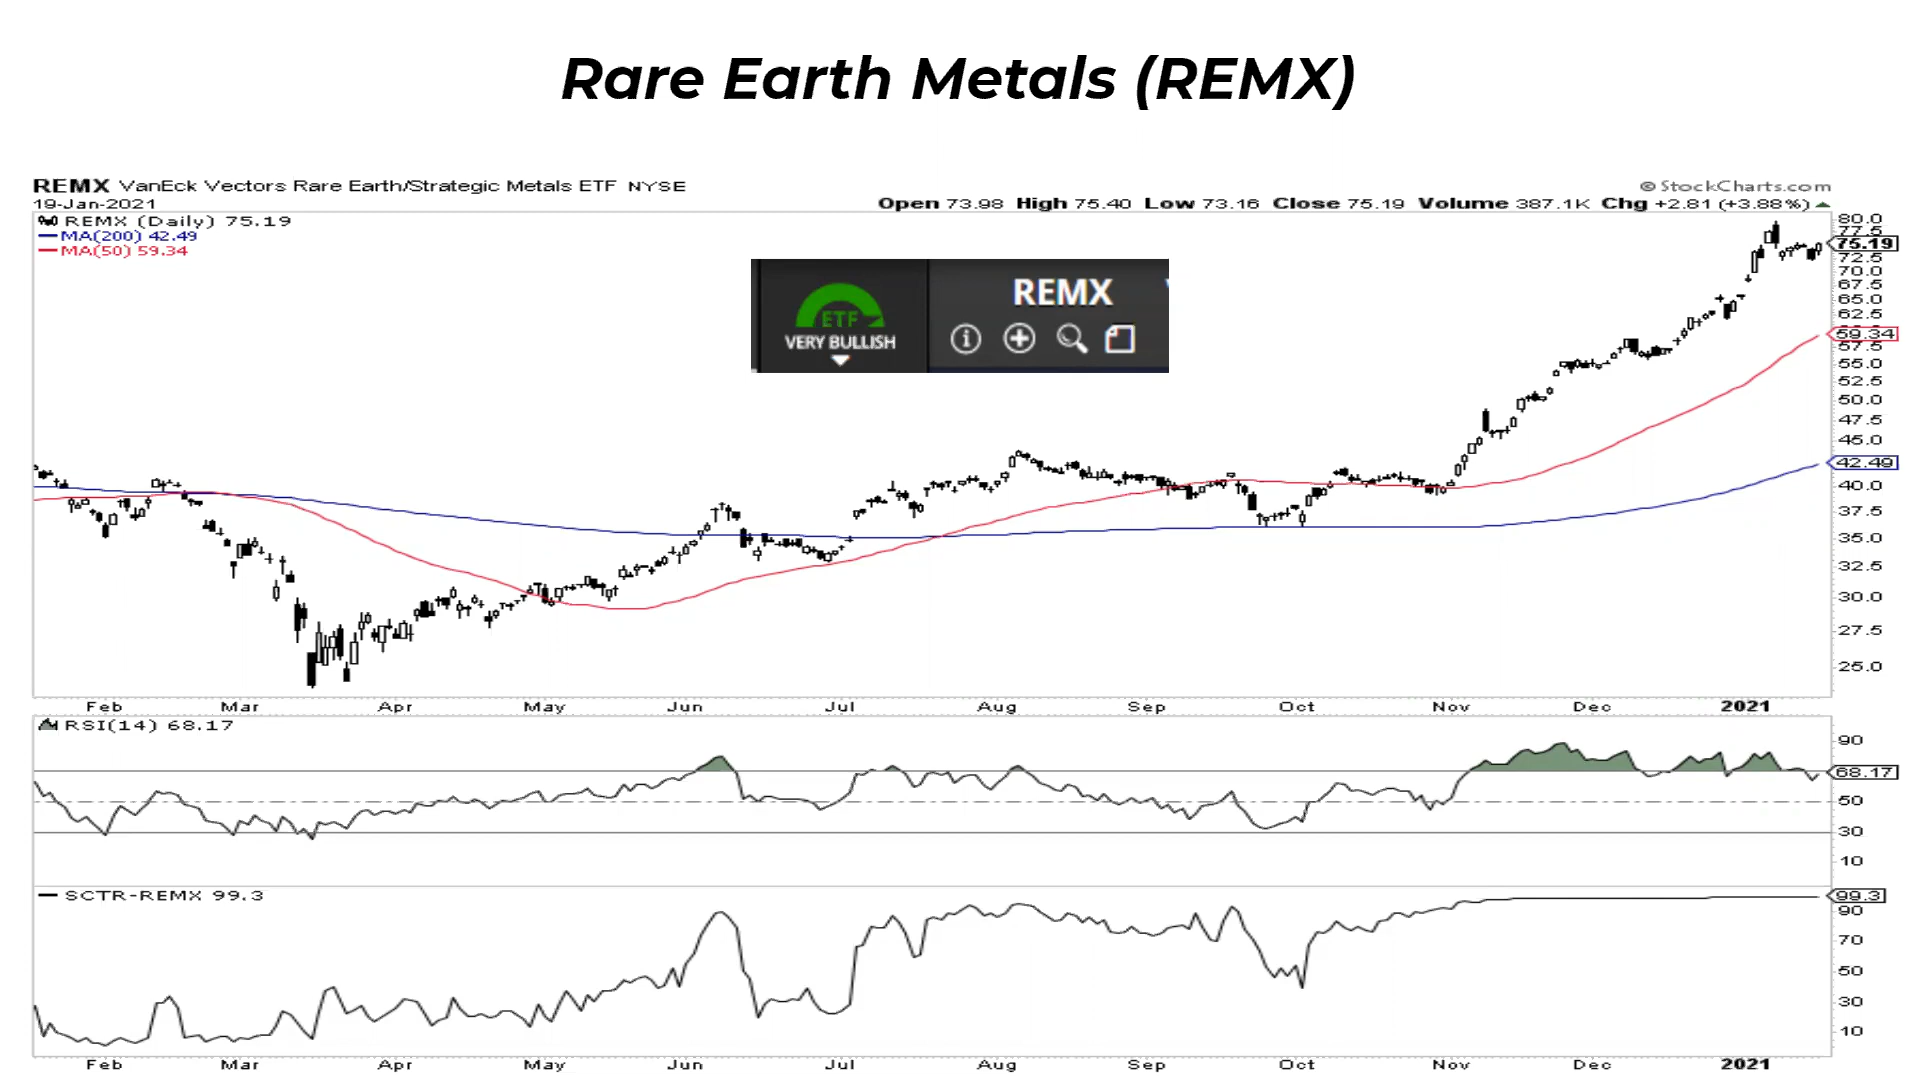 Rare Earth Metals (REMX)
REMX VanEck Vectors Rare Earth/Strategic Metals ETF NYSE
© StockCharts.com
19-Jan-2021
Open 73.98 High 75.40 Low 73.16 Close 75.19 Volume 387.1K Chg +2.81 (+3.88%)
REMX (Daily) 75.19
MA(200) 42.49
MA(50) 59.34
ETF
VERY BULLISH
REMX
80.0
77.5
75.19
72.5
70.0
67.5
65.0
62.5
59.34
57.5
55.0
52.5
50.0
47.5
45.0
42.49
40.0
37.5
35.0
32.5
30.0
27.5
25.0
Feb Mar Apr May Jun Jul Aug Sep Oct Nov Dec 2021
RSI(14) 68.17
90
68.17
50
30
10
SCTR-REMX 99.3
99.3
90
70
50
30
10
Feb Mar Apr May Jun Jul Aug Sep Oct Nov Dec 2021